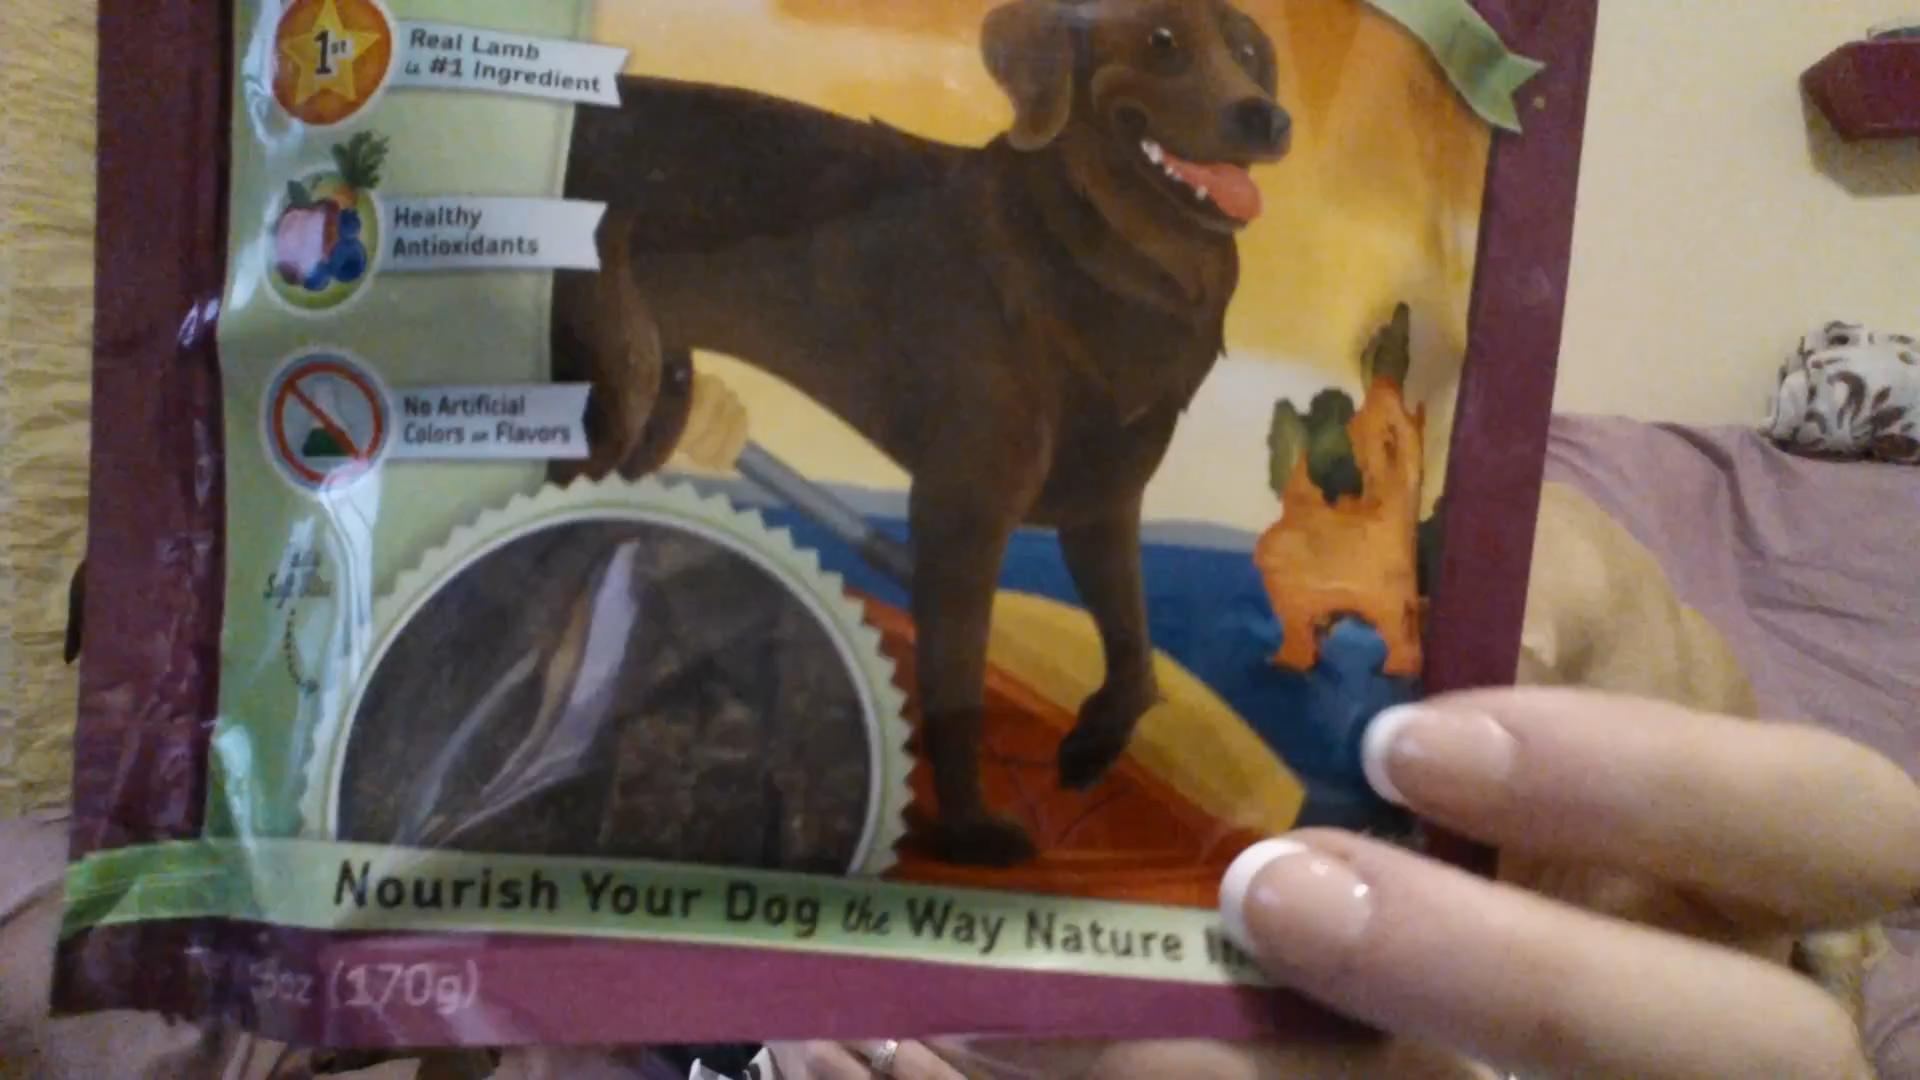 1st
Real Lamb
is #1 Ingredient
Healthy
Antioxidants
No Artificial
Colors or Flavors
Nourish Your Dog the Way Nature
(170g)